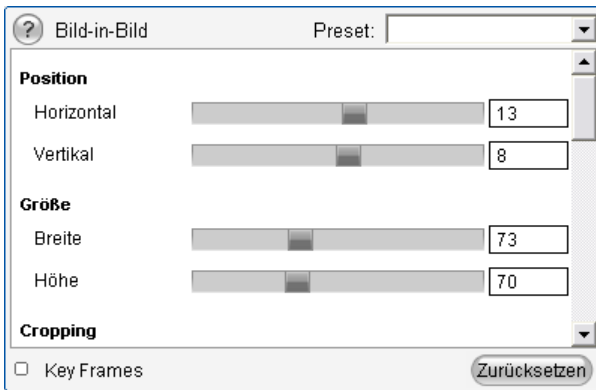 ? Bild-in-Bild Preset:
Position
Horizontal 13
Vertikal 8
Größe
Breite 73
Höhe 70
Cropping
Key Frames Zurücksetzen